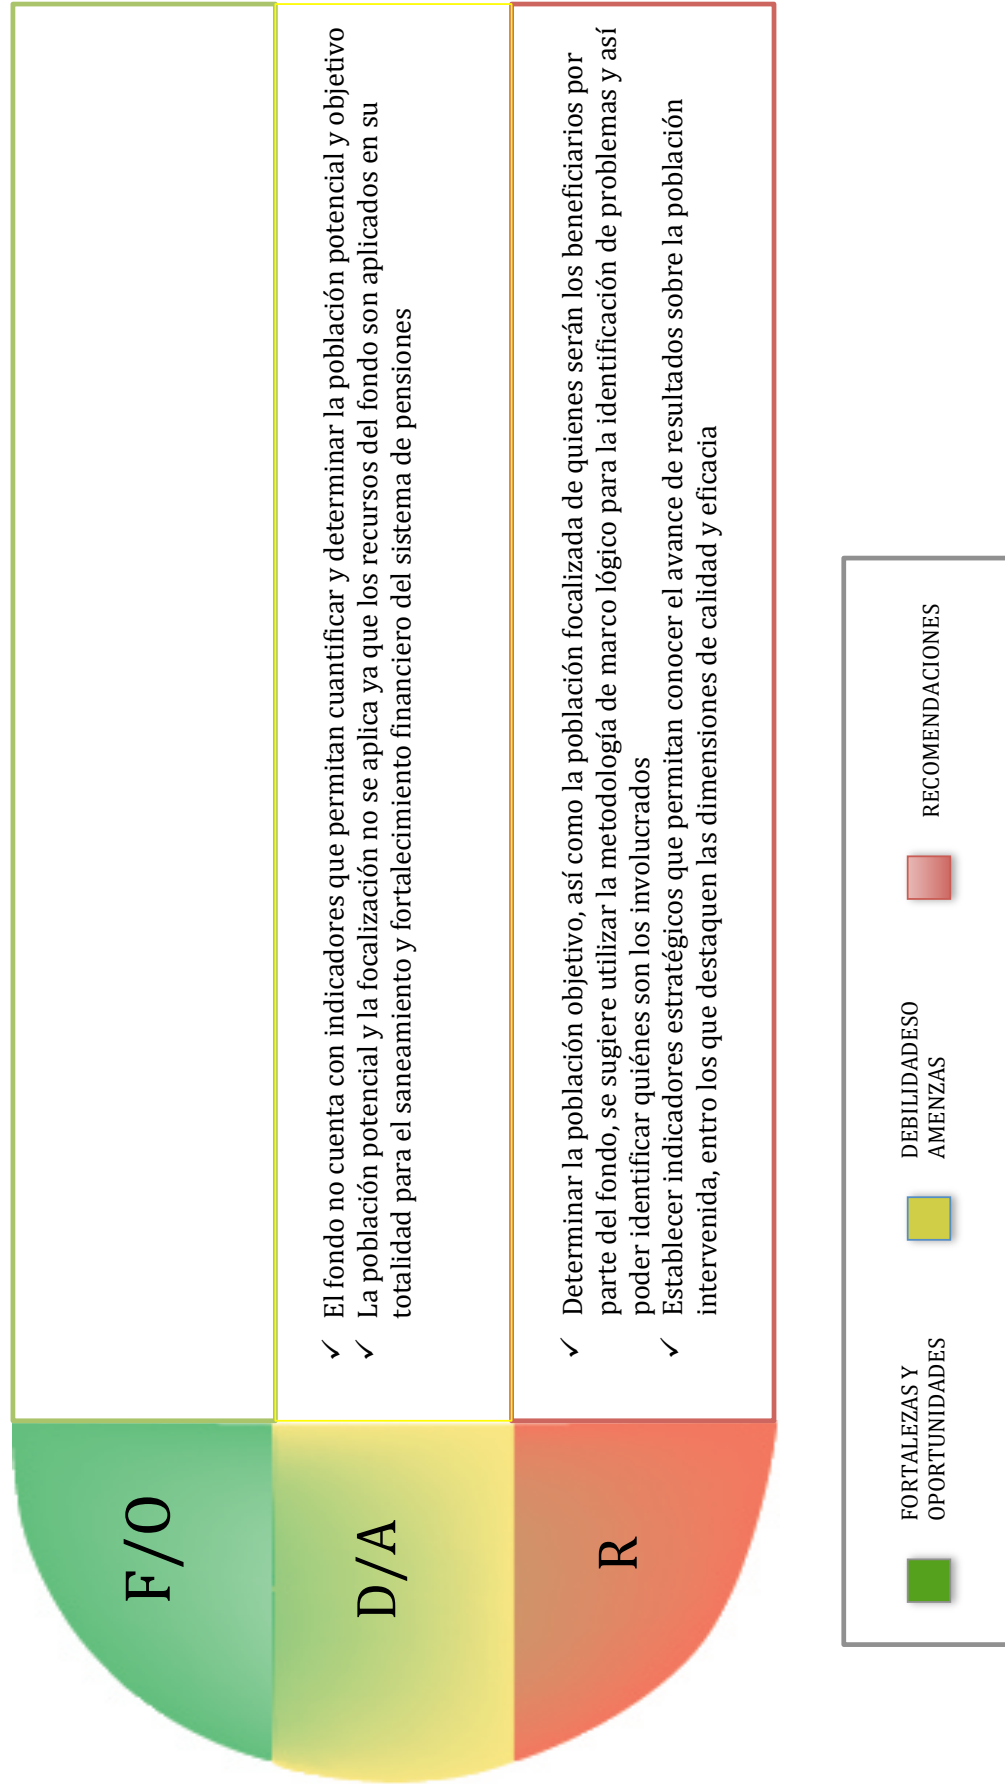 F/O
D/A
✓ El fondo no cuenta con indicadores que permitan cuantificar y determinar la población potencial y objetivo
✓ La población potencial y la focalización no se aplica ya que los recursos del fondo son aplicados en su
totalidad para el saneamiento y fortalecimiento financiero del sistema de pensiones
R
✓ Determinar la población objetivo, así como la población focalizada de quienes serán los beneficiarios por
parte del fondo, se sugiere utilizar la metodología de marco lógico para la identificación de problemas y así
poder identificar quiénes son los involucrados
✓ Establecer indicadores estratégicos que permitan conocer el avance de resultados sobre la población
intervenida, entro los que destaquen las dimensiones de calidad y eficacia
FORTALEZAS Y
OPORTUNIDADES
DEBILIDADESO
AMENZAS
RECOMENDACIONES